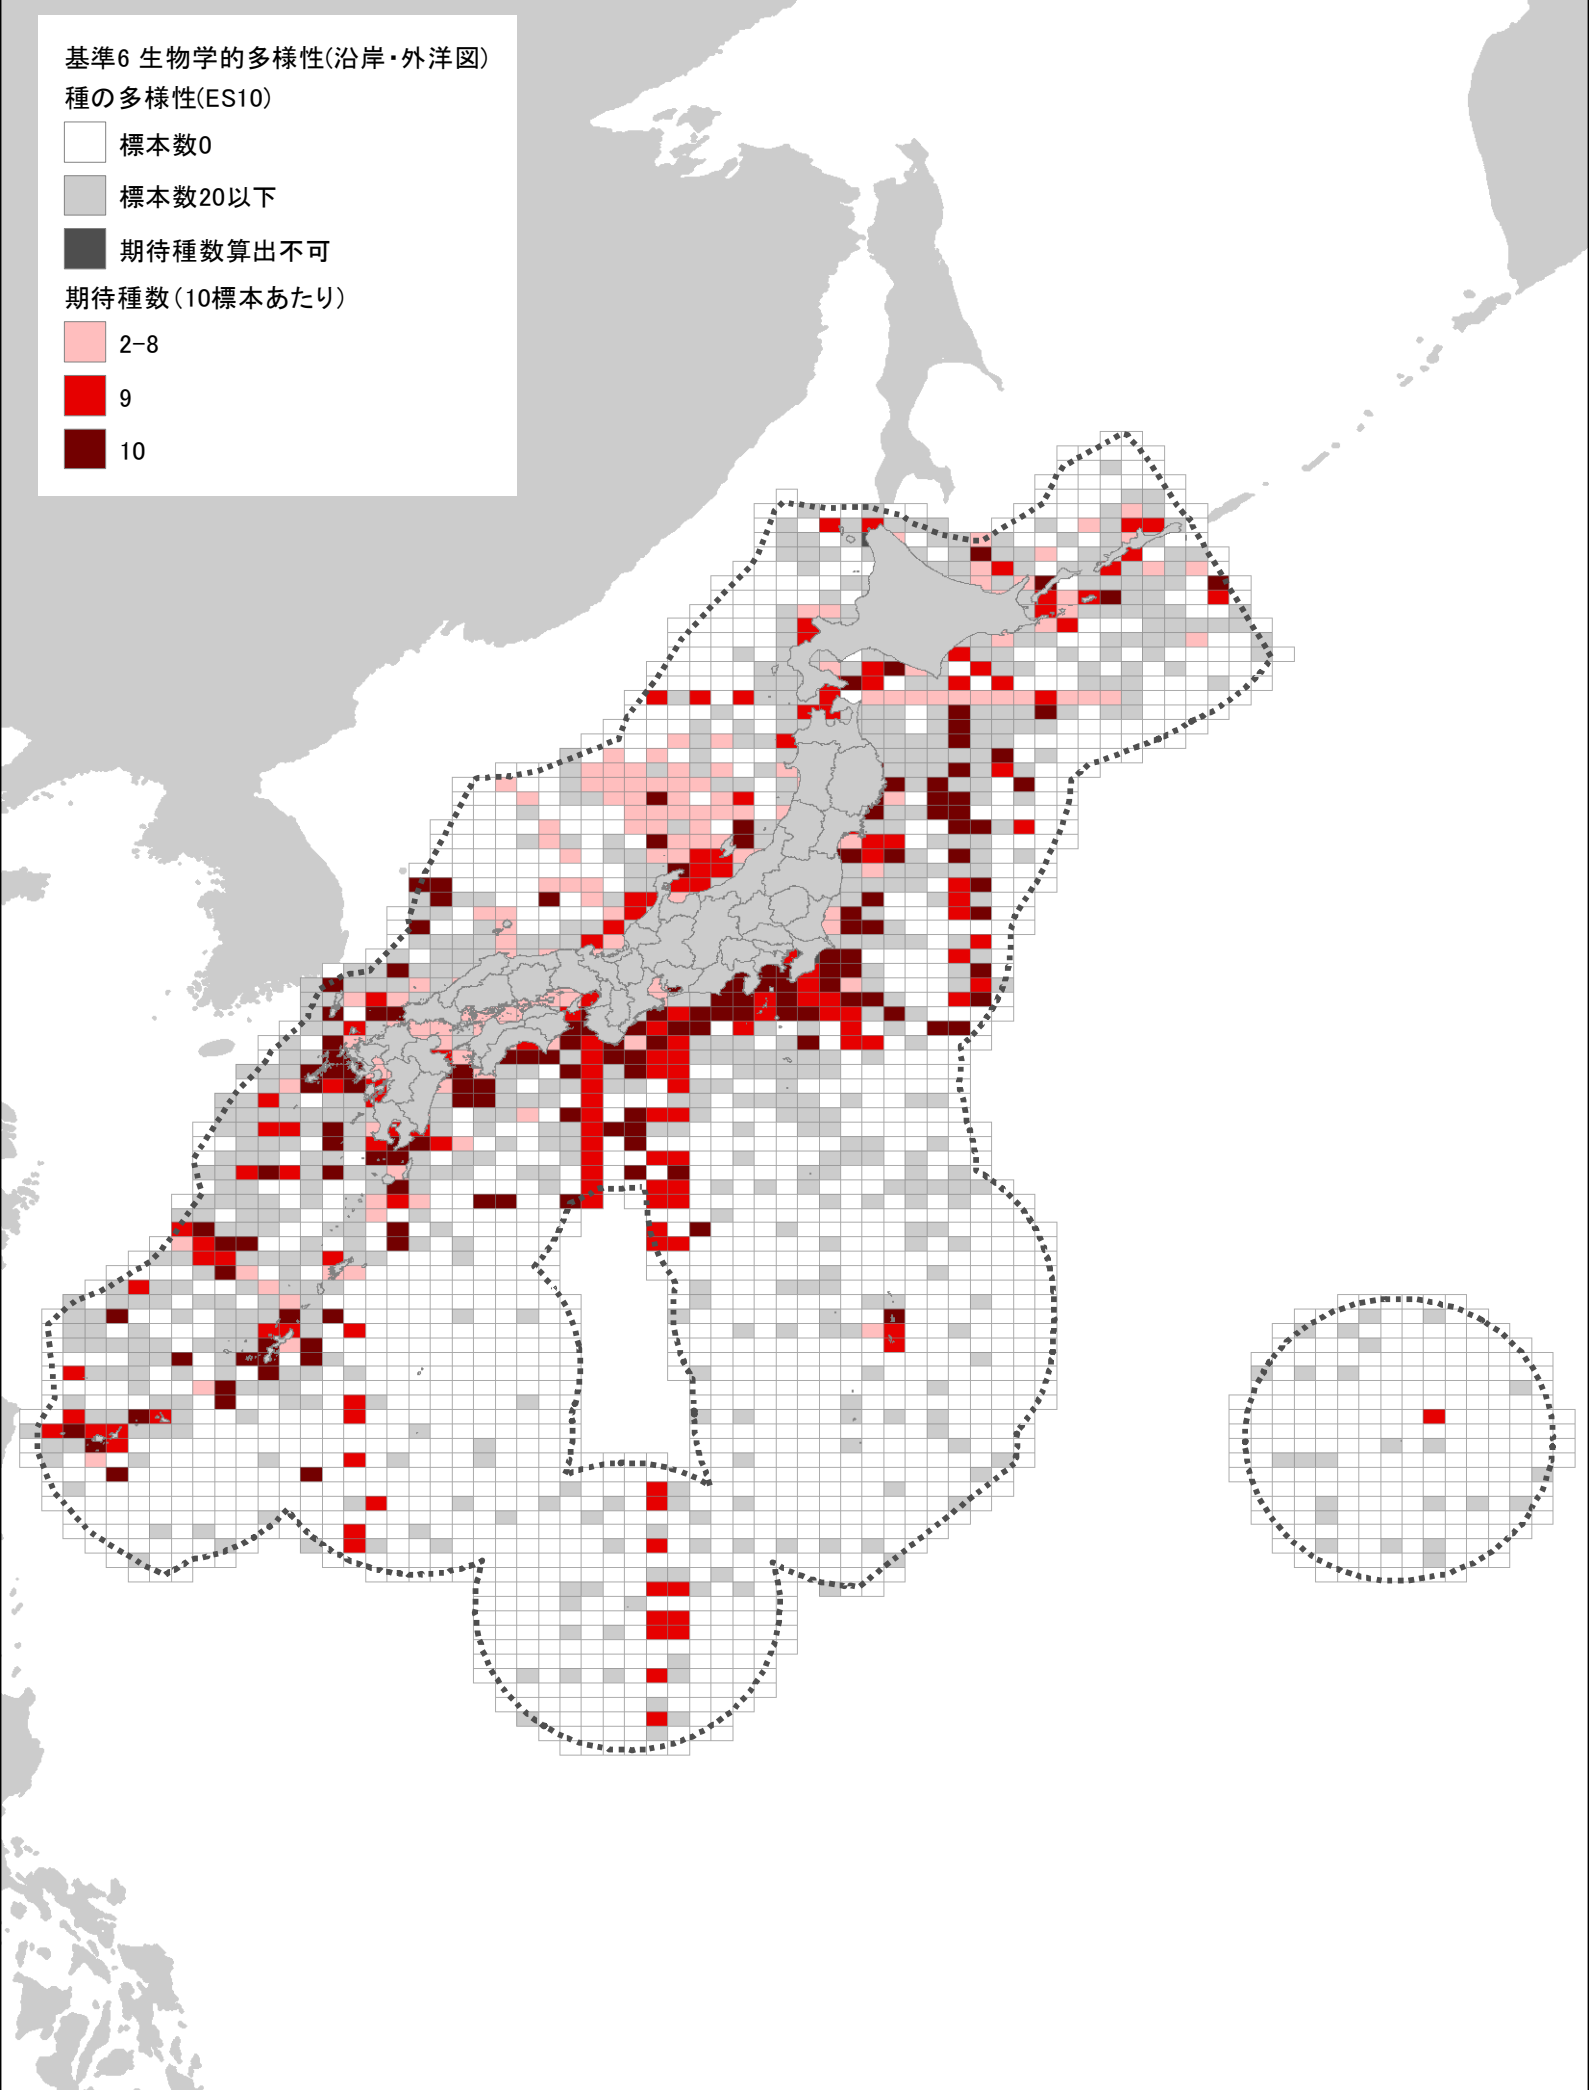 基準6 生物学的多様性(沿岸・外洋図)
種の多様性(ES10)
標本数0
標本数20以下
期待種数算出不可
期待種数（10標本あたり）
2-8
9
10